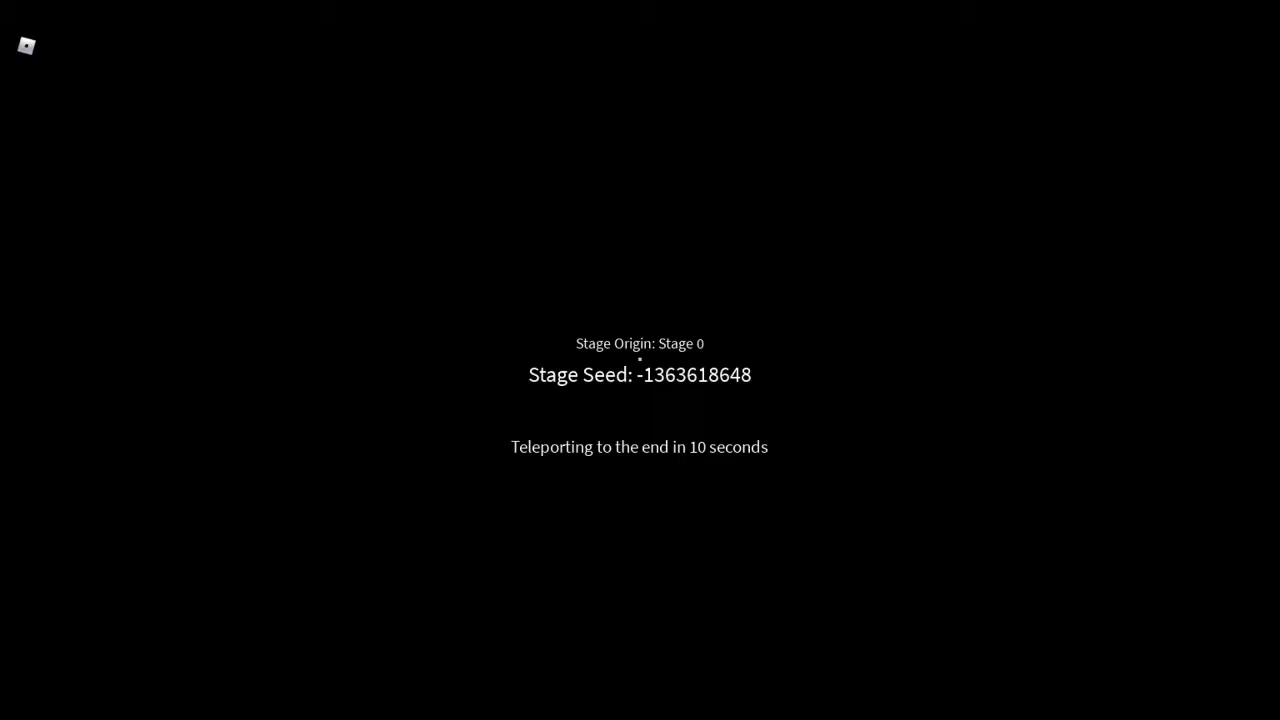 Stage Origin: Stage 0
Stage Seed: -1363618648
Teleporting to the end in 10 seconds